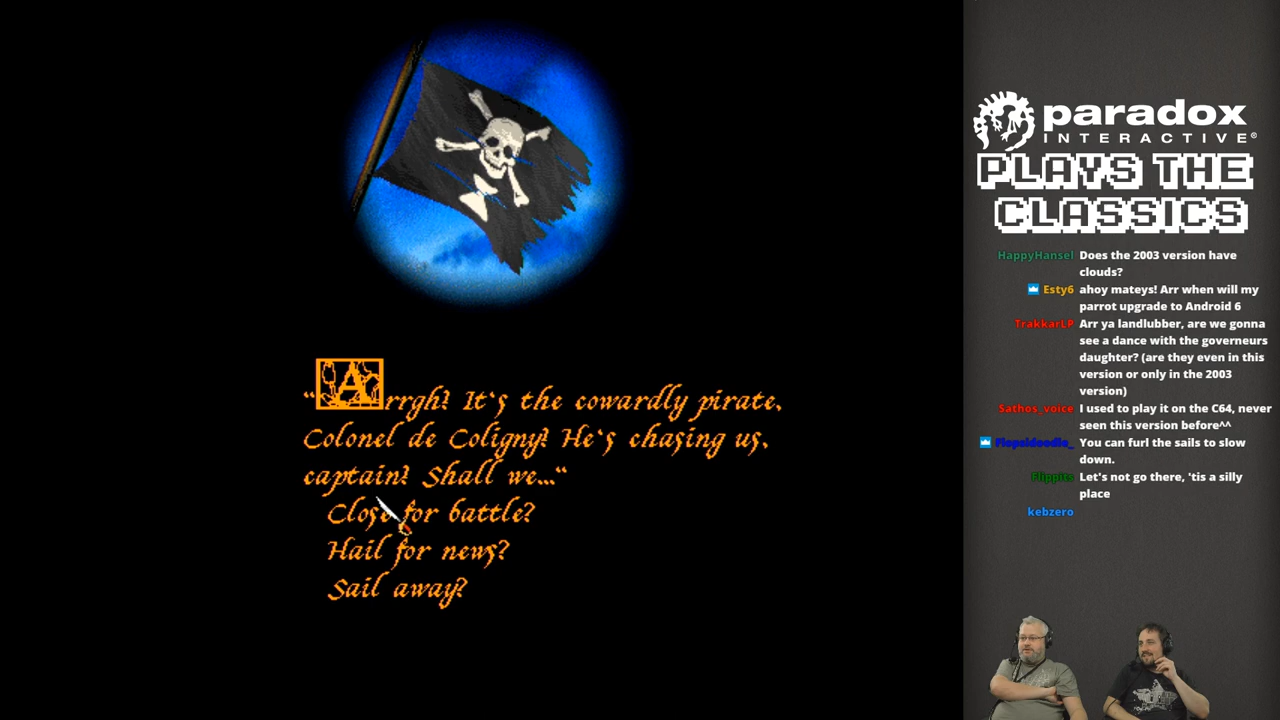 "Arrgh! It's the cowardly pirate,
Colonel de Coligny! He's chasing us,
captain! Shall we..."
Close for battle?
Hail for news?
Sail away?
paradox
INTERACTIVE®
PLAYS THE
CLASSICS
HappyHansel Does the 2003 version have
clouds?
Esty6 ahoy mateys! Arr when will my
parrot upgrade to Android 6
TrakkarLP Arr ya landlubber, are we gonna
see a dance with the governeurs
daughter? (are they even in this
version or only in the 2003
version)
Sathos_voice I used to play it on the C64, never
seen this version before^^
Flopsidoodle_ You can furl the sails to slow
down.
Flippits Let's not go there, 'tis a silly
place
kebzero